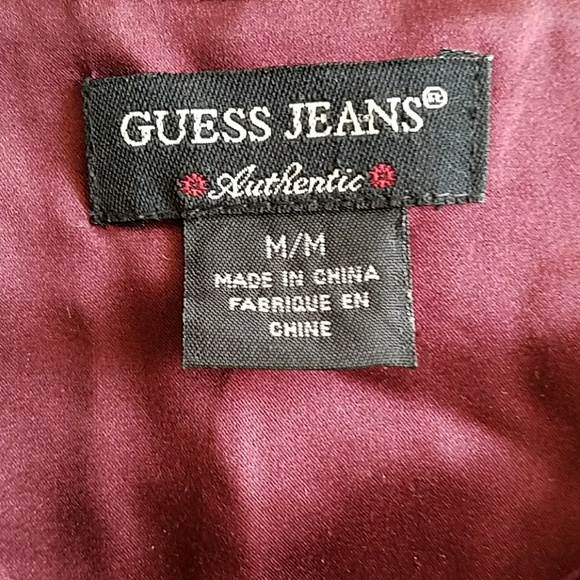 GUESS JEANS®
Authentic
M/M
MADE IN CHINA
FABRIQUE EN
CHINE